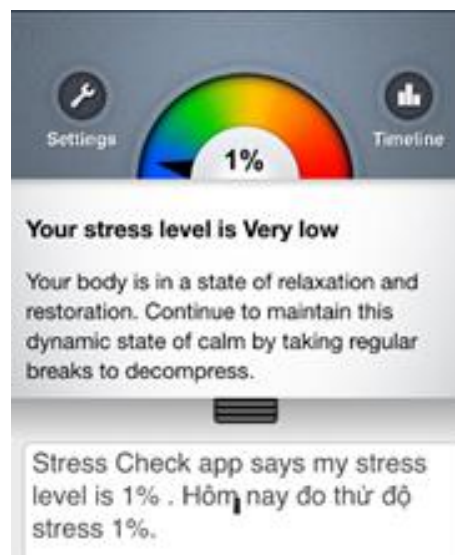 Settings
Timeline
1%
Your stress level is Very low
Your body is in a state of relaxation and
restoration. Continue to maintain this
dynamic state of calm by taking regular
breaks to decompress.
Stress Check app says my stress
level is 1% . Hôm nay đo thử độ
stress 1%.